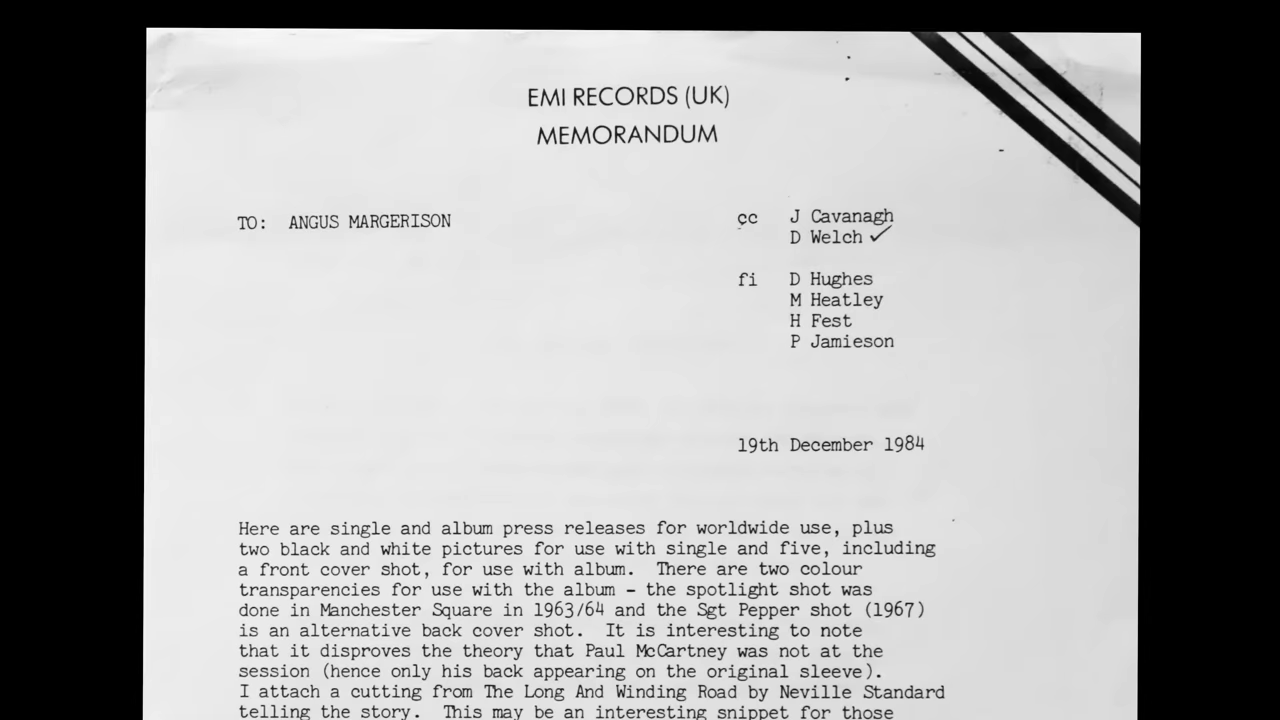 EMI RECORDS (UK)
MEMORANDUM
TO: ANGUS MARGERISON
cc J Cavanagh
D Welch ✓
fi D Hughes
M Heatley
H Fest
P Jamieson
19th December 1984
Here are single and album press releases for worldwide use, plus
two black and white pictures for use with single and five, including
a front cover shot, for use with album. There are two colour
transparencies for use with the album - the spotlight shot was
done in Manchester Square in 1963/64 and the Sgt Pepper shot (1967)
is an alternative back cover shot. It is interesting to note
that it disproves the theory that Paul McCartney was not at the
session (hence only his back appearing on the original sleeve).
I attach a cutting from The Long And Winding Road by Neville Standard
telling the story. This may be an interesting snippet for those